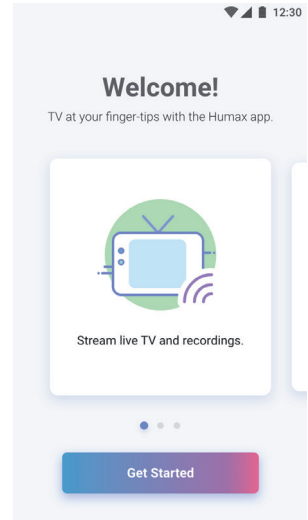 12:30
Welcome!
TV at your finger-tips with the Humax app.
Stream live TV and recordings.
Get Started